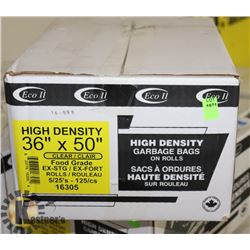 Eco II
Eco II
Eco II
Eco II
HIGH DENSITY
36" x 50"
CLEAR / CLAIR
Food Grade
EX-STG / EX-FORT
ROLLS / ROULEAU
5/25's - 125/cs
16305
HIGH DENSITY
GARBAGE BAGS
ON ROLLS
SACS À ORDURES
HAUTE DENSITÉ
SUR ROULEAU
LOT